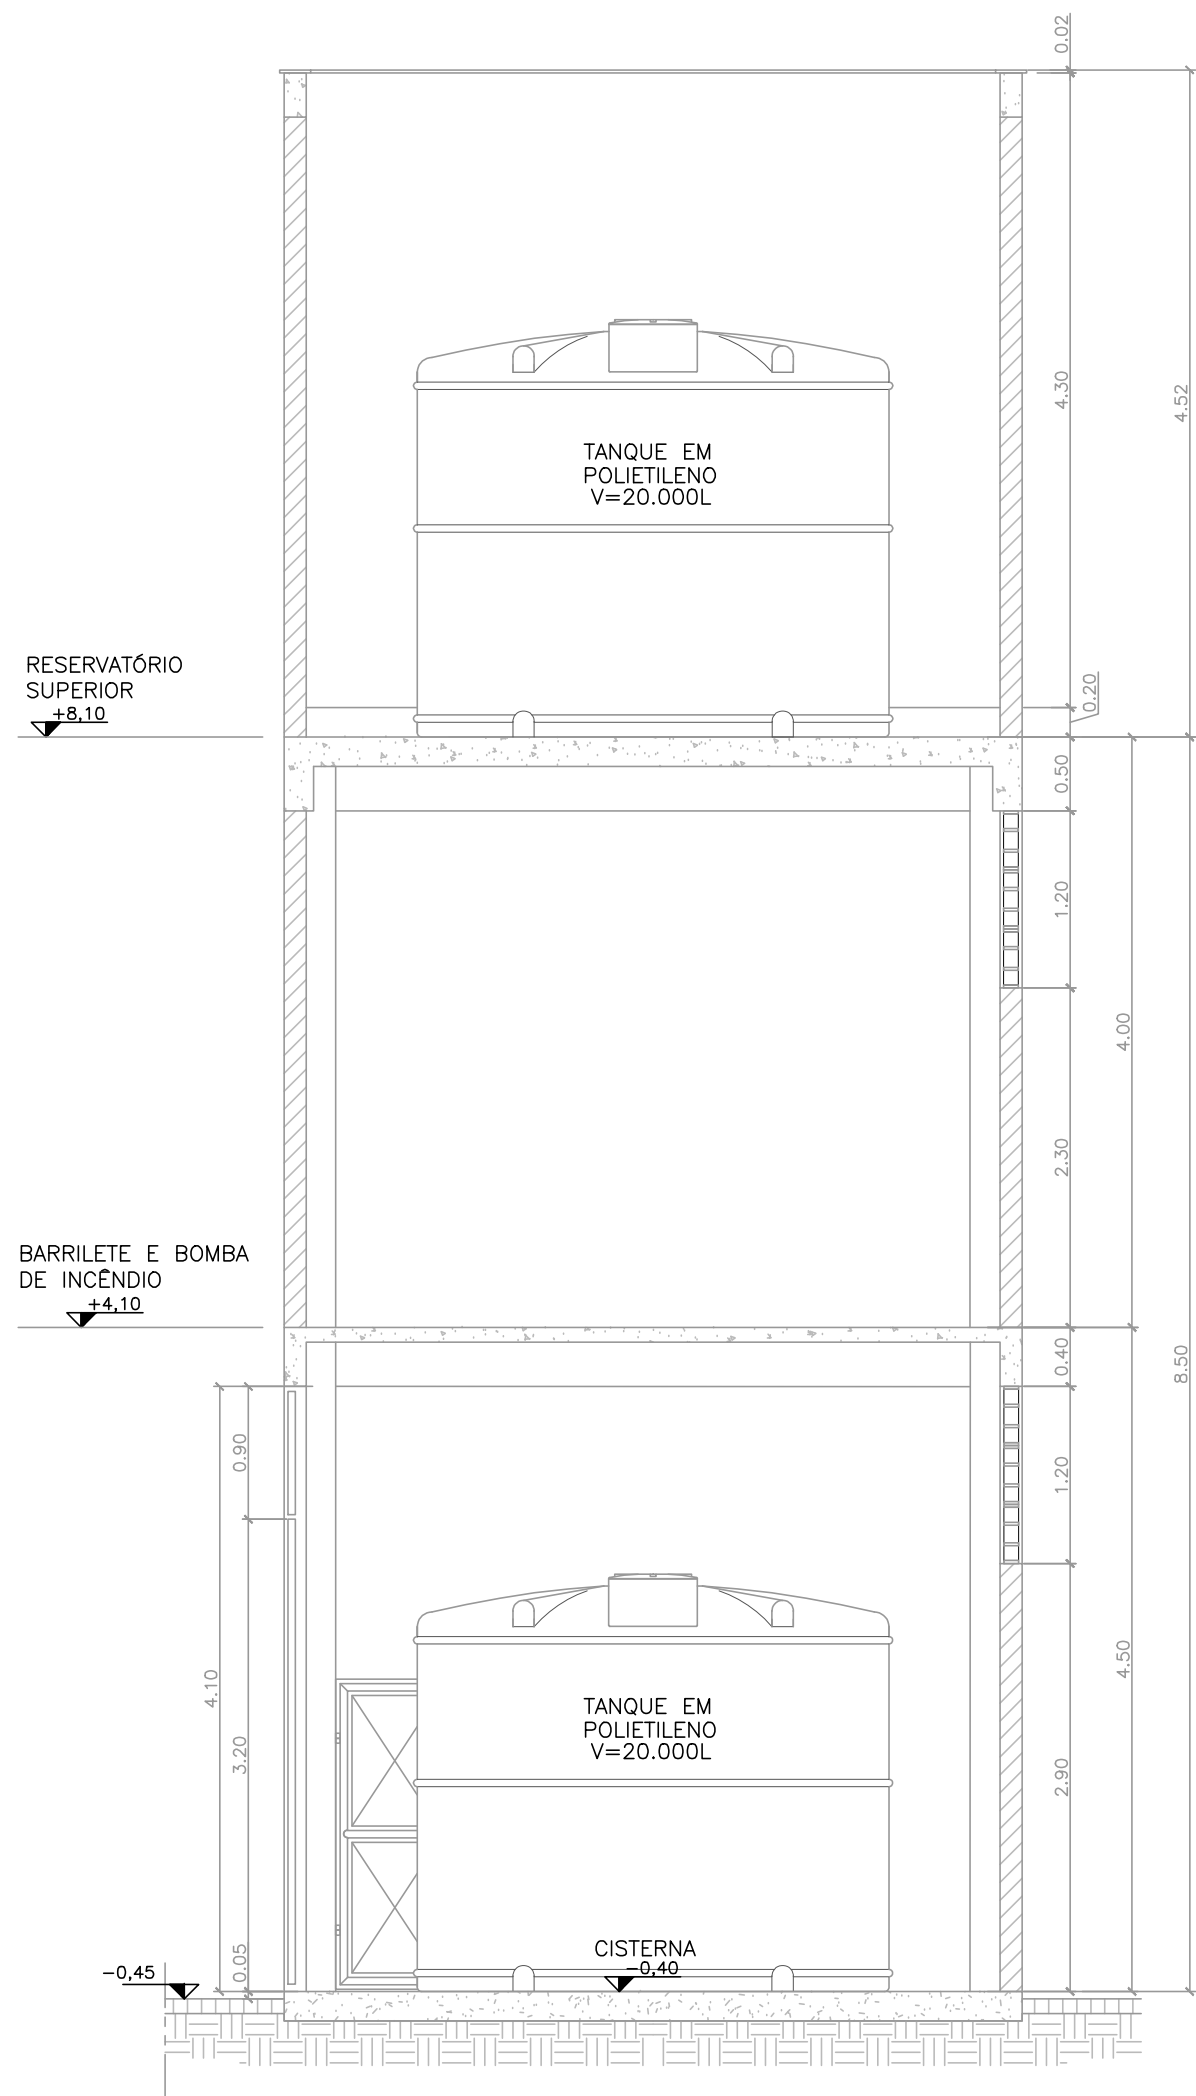 0.02
4.30
4.52
TANQUE EM
POLIETILENO
V=20.000L
RESERVATÓRIO
SUPERIOR
+8,10
0.20
0.50
1.20
4.00
2.30
BARRILETE E BOMBA
DE INCÊNDIO
+4,10
0.40
8.50
0.90
1.20
4.10
3.20
4.50
TANQUE EM
POLIETILENO
V=20.000L
2.90
CISTERNA
-0,40
0.05
-0,45